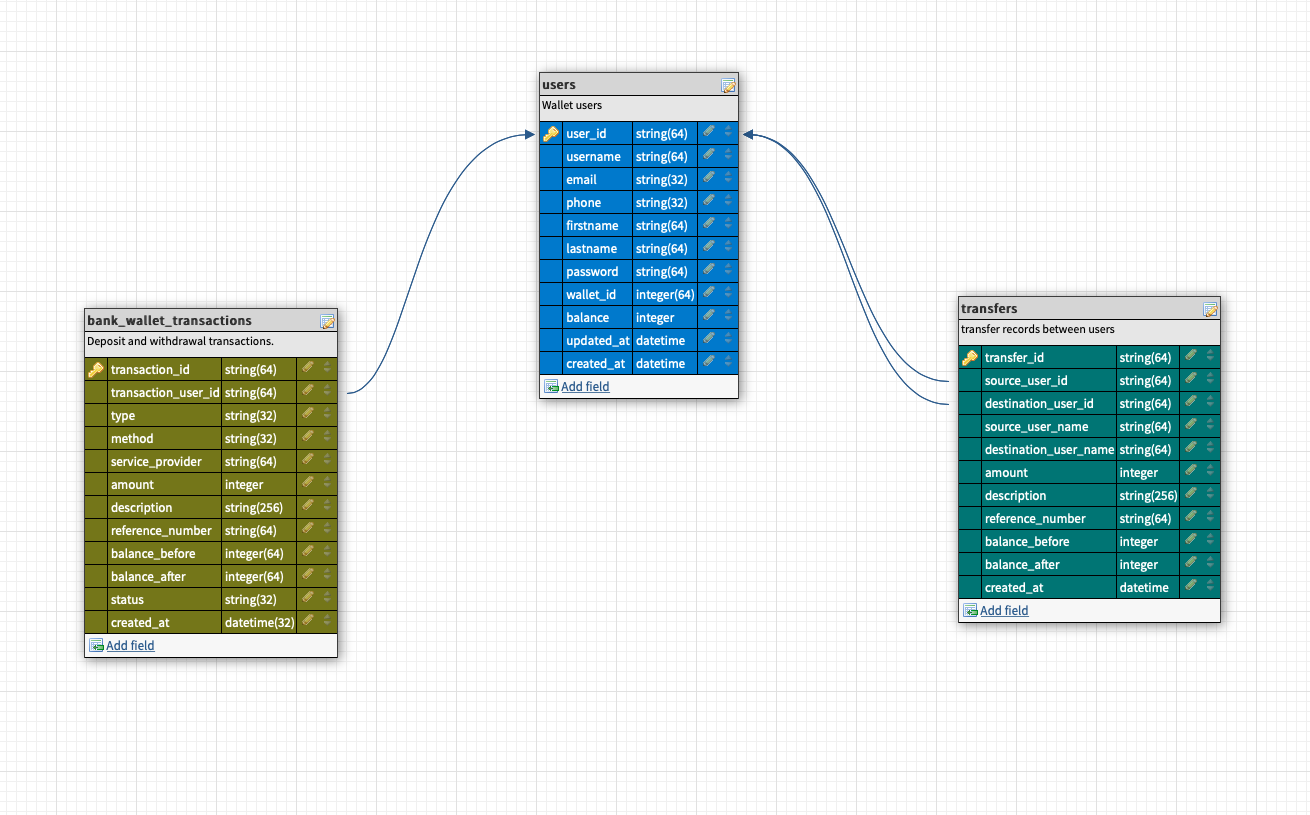 users
Wallet users
user_id string(64)
username string(64)
email string(32)
phone string(32)
firstname string(64)
lastname string(64)
password string(64)
wallet_id integer(64)
balance integer
updated_at datetime
created_at datetime
Add field
bank_wallet_transactions
Deposit and withdrawal transactions.
transaction_id string(64)
transaction_user_id string(64)
type string(32)
method string(32)
service_provider string(64)
amount integer
description string(256)
reference_number string(64)
balance_before integer(64)
balance_after integer(64)
status string(32)
created_at datetime(32)
Add field
transfers
transfer records between users
transfer_id string(64)
source_user_id string(64)
destination_user_id string(64)
source_user_name string(64)
destination_user_name string(64)
amount integer
description string(256)
reference_number string(64)
balance_before integer
balance_after integer
created_at datetime
Add field